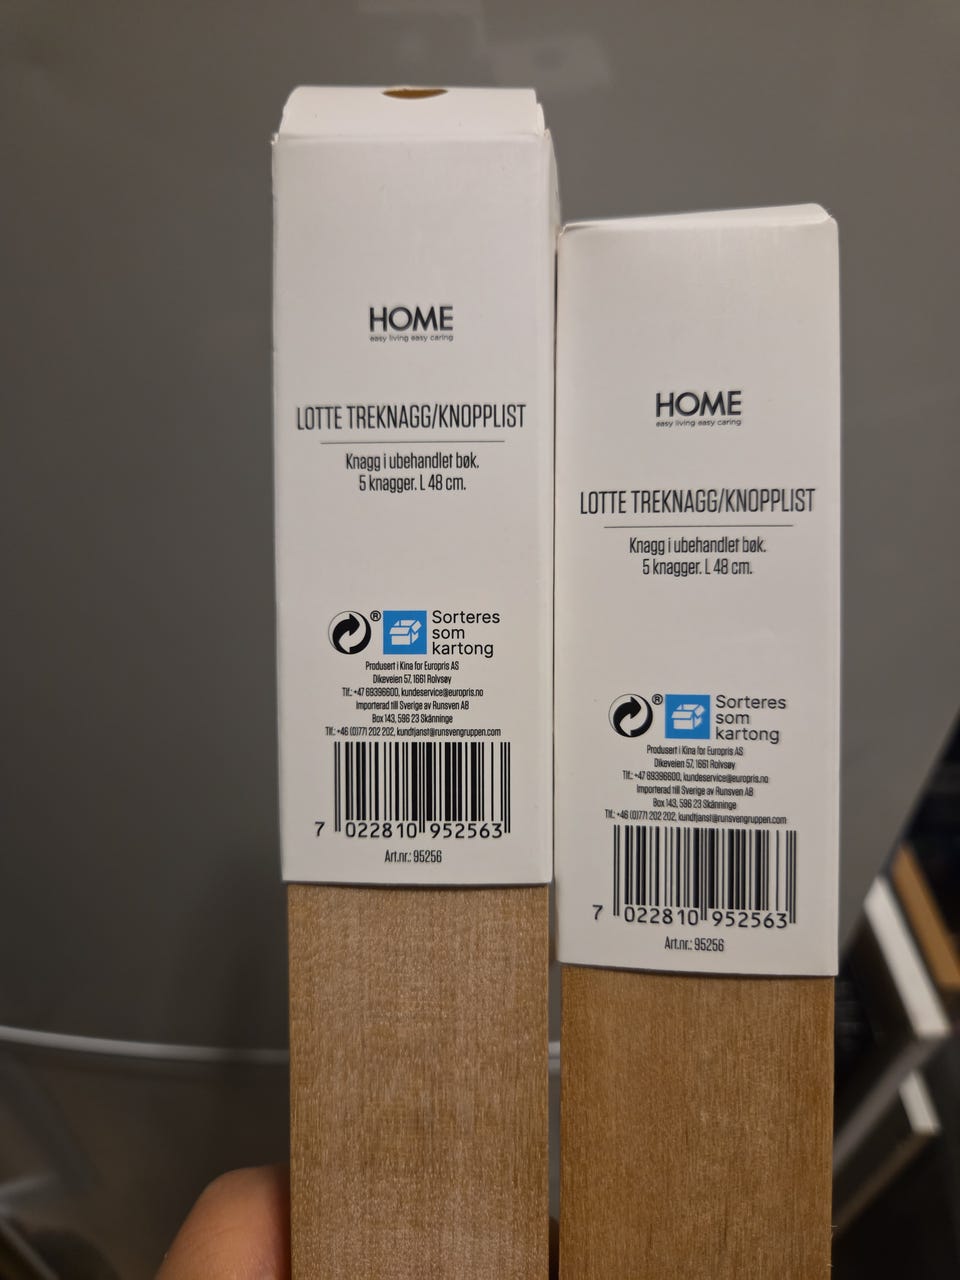 HOME
easy living easy caring
LOTTE TREKNAGG/KNOPPLIST
Knagg i ubehandlet bøk.
5 knagger. L 48 cm.
®
Sorteres
som
kartong
Produsert i Kina for Europris AS
Dikeveien 57, 1661 Rolvsøy
Tlf.: +47 69396600, kundeservice@europris.no
Importerad till Sverige av Runsven AB
Box 143, 596 23 Skänninge
Tlf.: +46 (0)771 202 202, kundtjanst@runsvengruppen.com
7 022810 952563
Art.nr.: 95256
HOME
easy living easy caring
LOTTE TREKNAGG/KNOPPLIST
Knagg i ubehandlet bøk.
5 knagger. L 48 cm.
®
Sorteres
som
kartong
Produsert i Kina for Europris AS
Dikeveien 57, 1661 Rolvsøy
Tlf.: +47 69396600, kundeservice@europris.no
Importerad till Sverige av Runsven AB
Box 143, 596 23 Skänninge
Tlf.: +46 (0)771 202 202, kundtjanst@runsvengruppen.com
7 022810 952563
Art.nr.: 95256